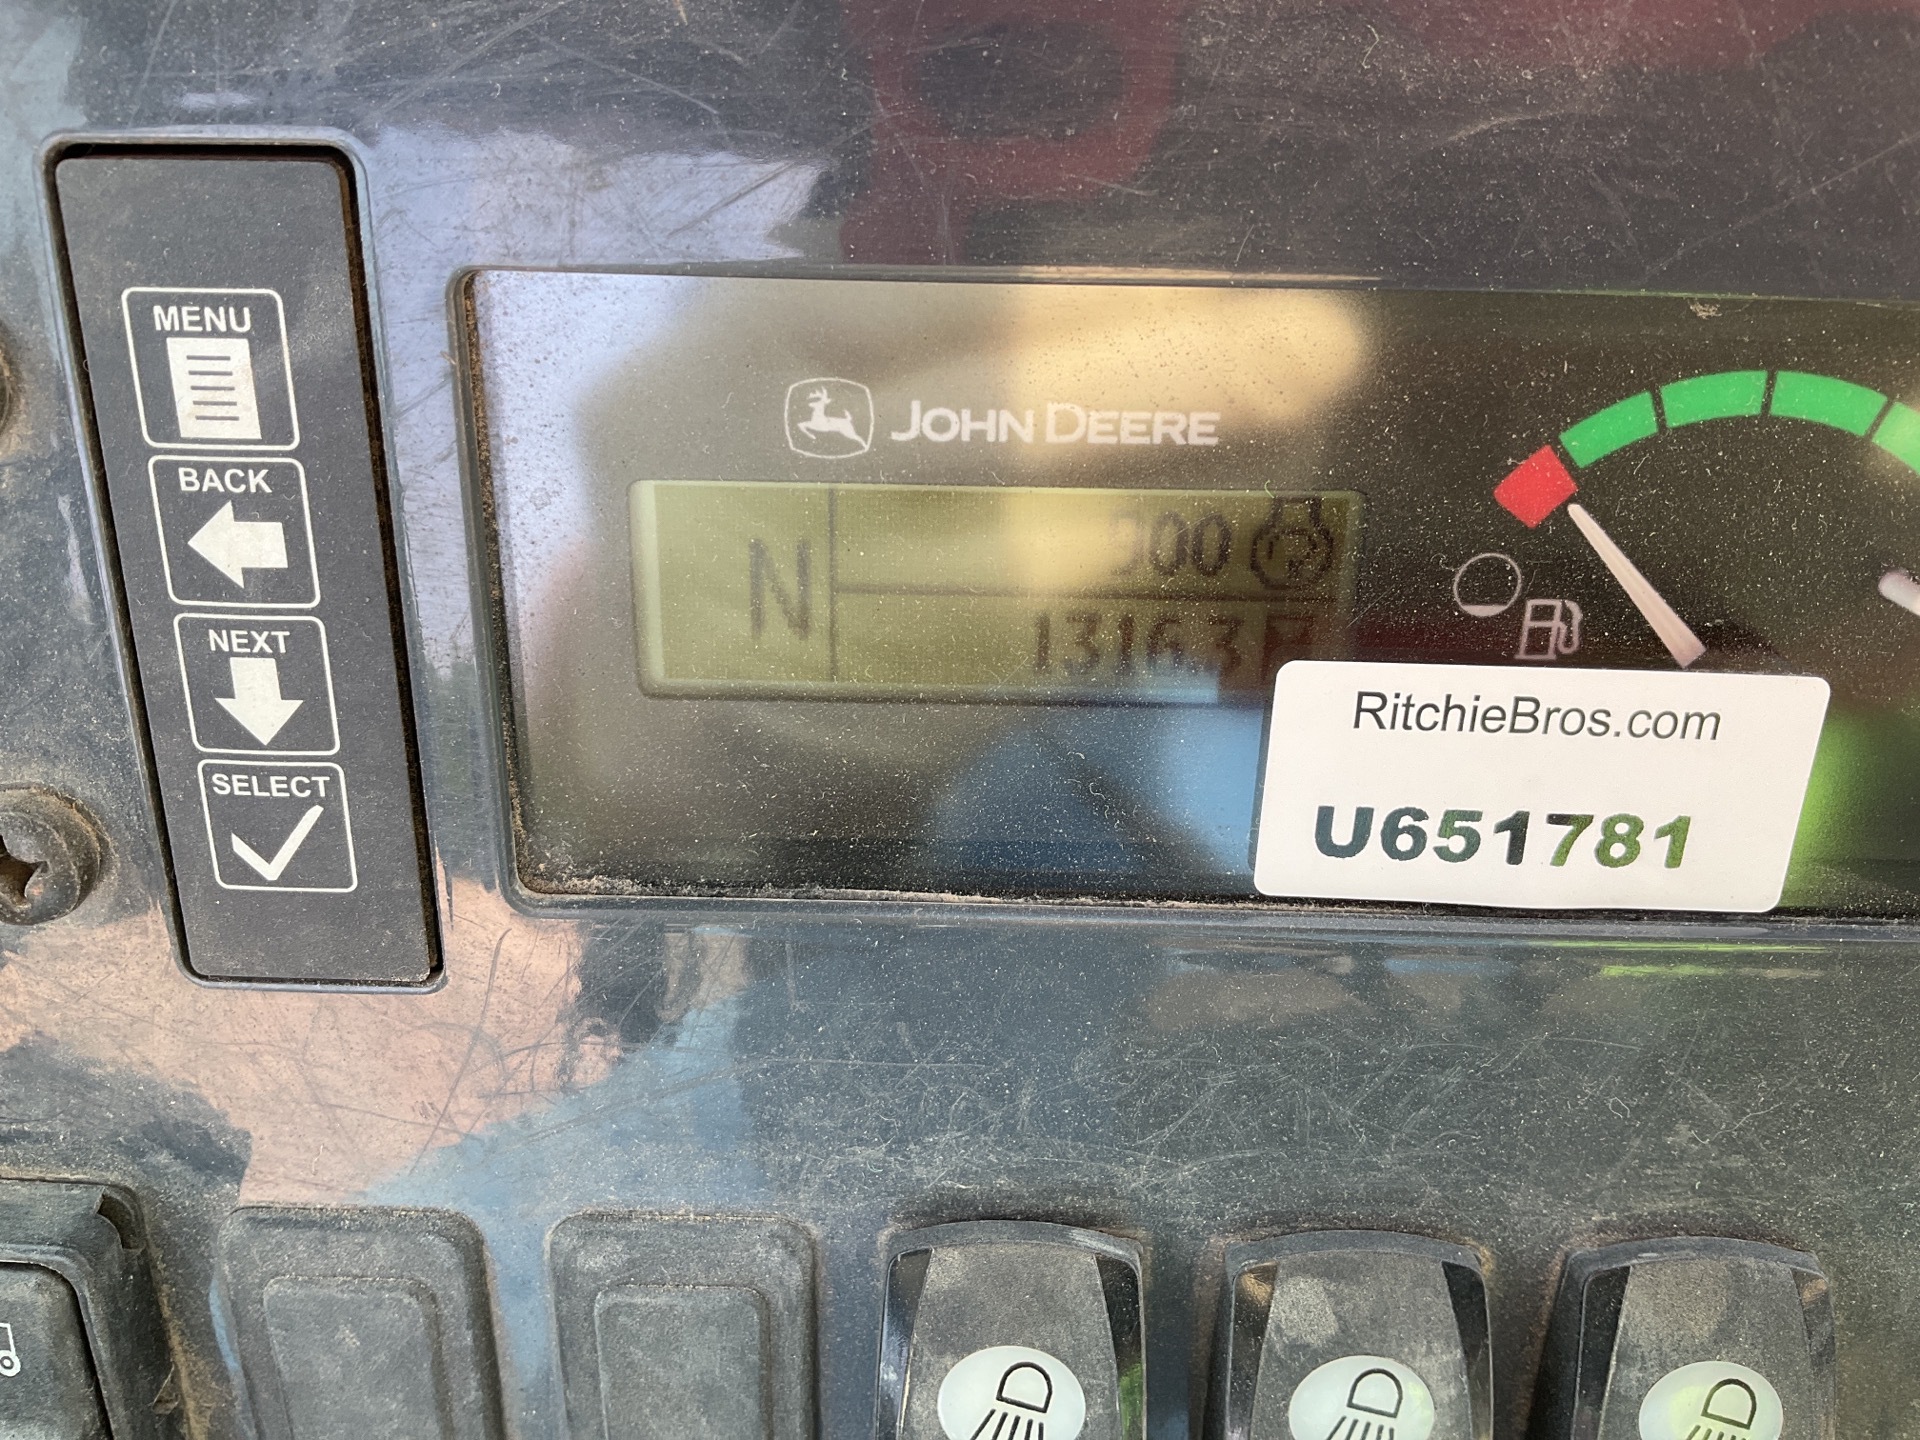 MENU
BACK
NEXT
SELECT
JOHN DEERE
N
RitchieBros.com
U651781